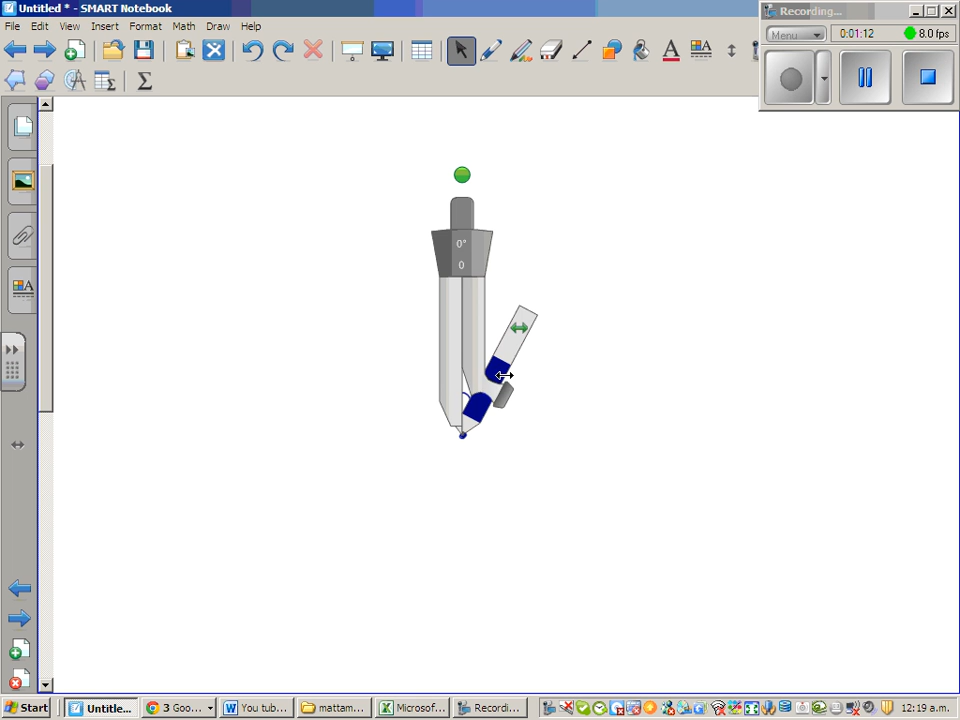 Untitled * - SMART Notebook
Recording...
File Edit View Insert Format Math Draw Help
Menu 0:01:12 8.0 fps
A A
Σ Σ
0°
0
Start Untitle... 3 Goo... You tub... mattam... Microsof... Recordi... 12:19 a.m.